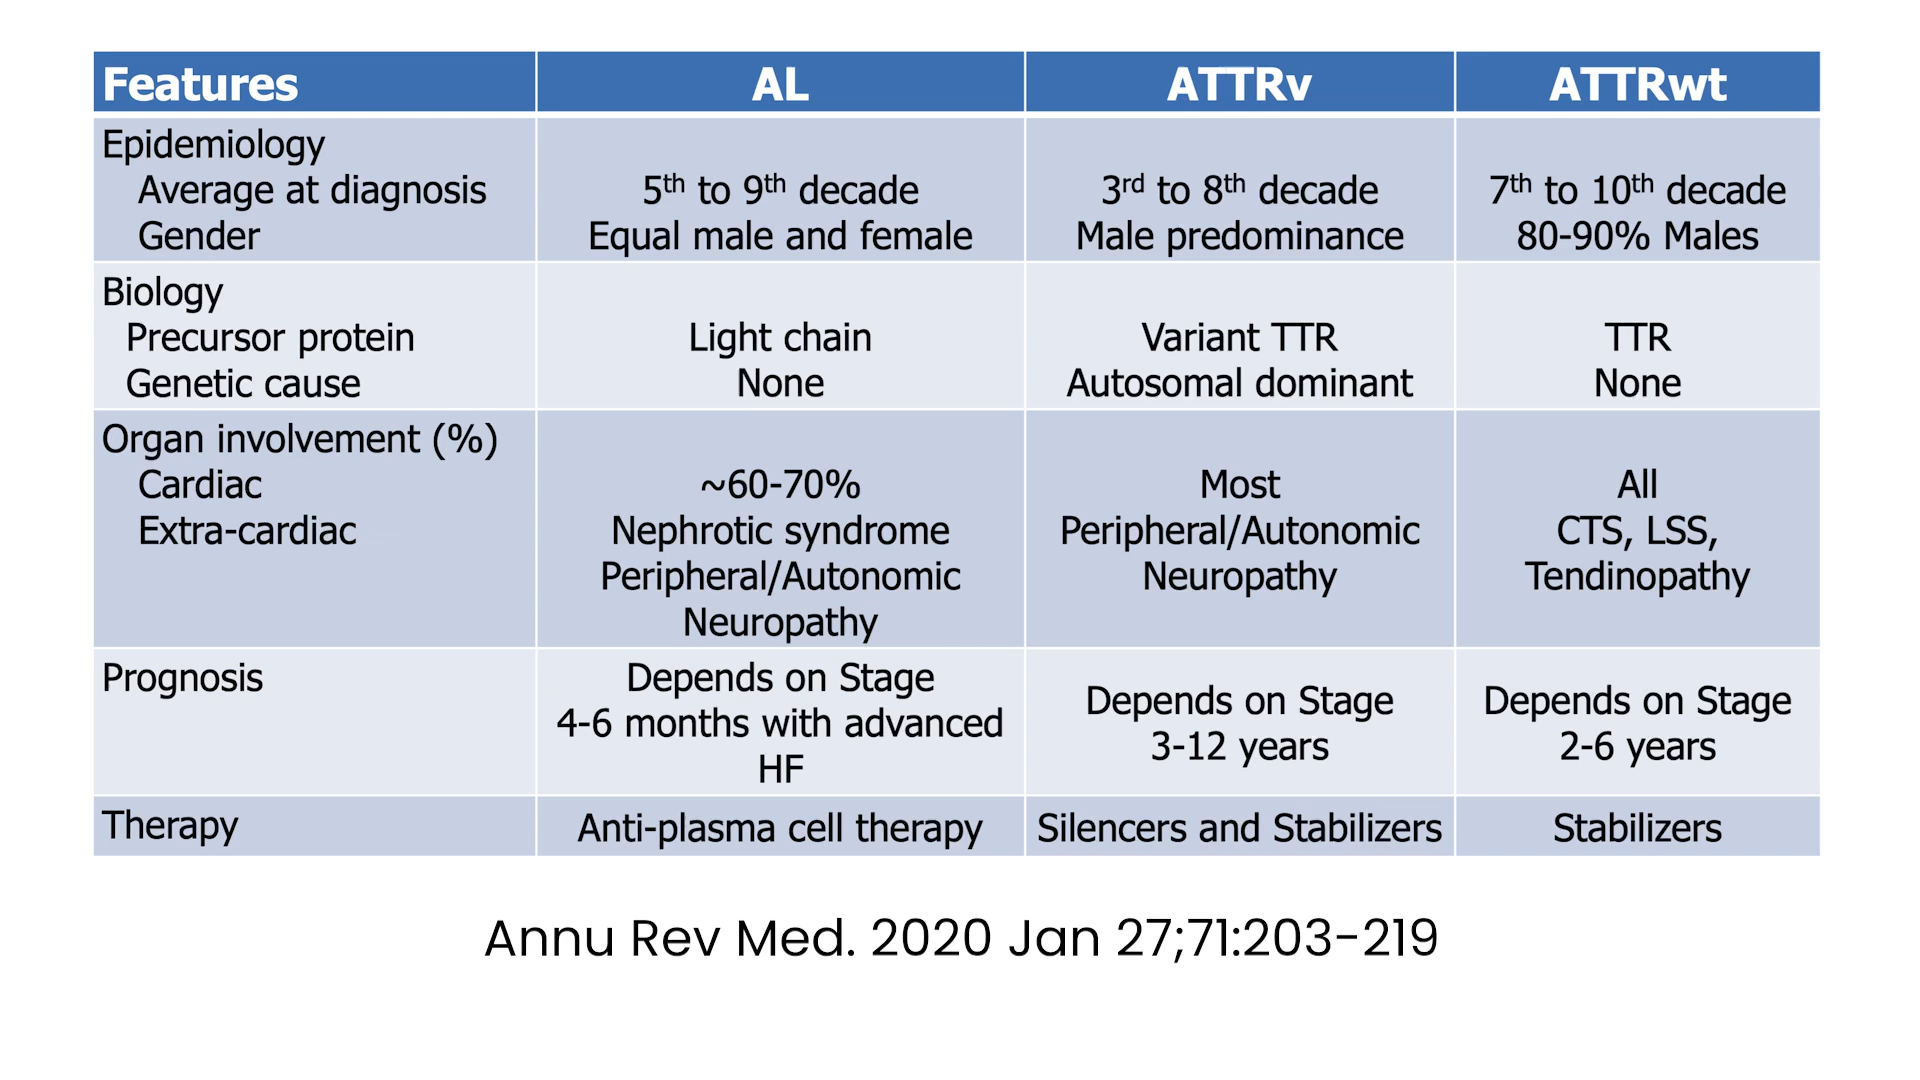 Features AL ATTRv ATTRwt
Epidemiology
Average at diagnosis 5th to 9th decade 3rd to 8th decade 7th to 10th decade
Gender Equal male and female Male predominance 80-90% Males
Biology
Precursor protein Light chain Variant TTR TTR
Genetic cause None Autosomal dominant None
Organ involvement (%)
Cardiac ~60-70% Most All
Extra-cardiac Nephrotic syndrome Peripheral/Autonomic CTS, LSS,
Peripheral/Autonomic Neuropathy Tendinopathy
Neuropathy
Prognosis Depends on Stage Depends on Stage Depends on Stage
4-6 months with advanced 3-12 years 2-6 years
HF
Therapy Anti-plasma cell therapy Silencers and Stabilizers Stabilizers
Annu Rev Med. 2020 Jan 27;71:203-219